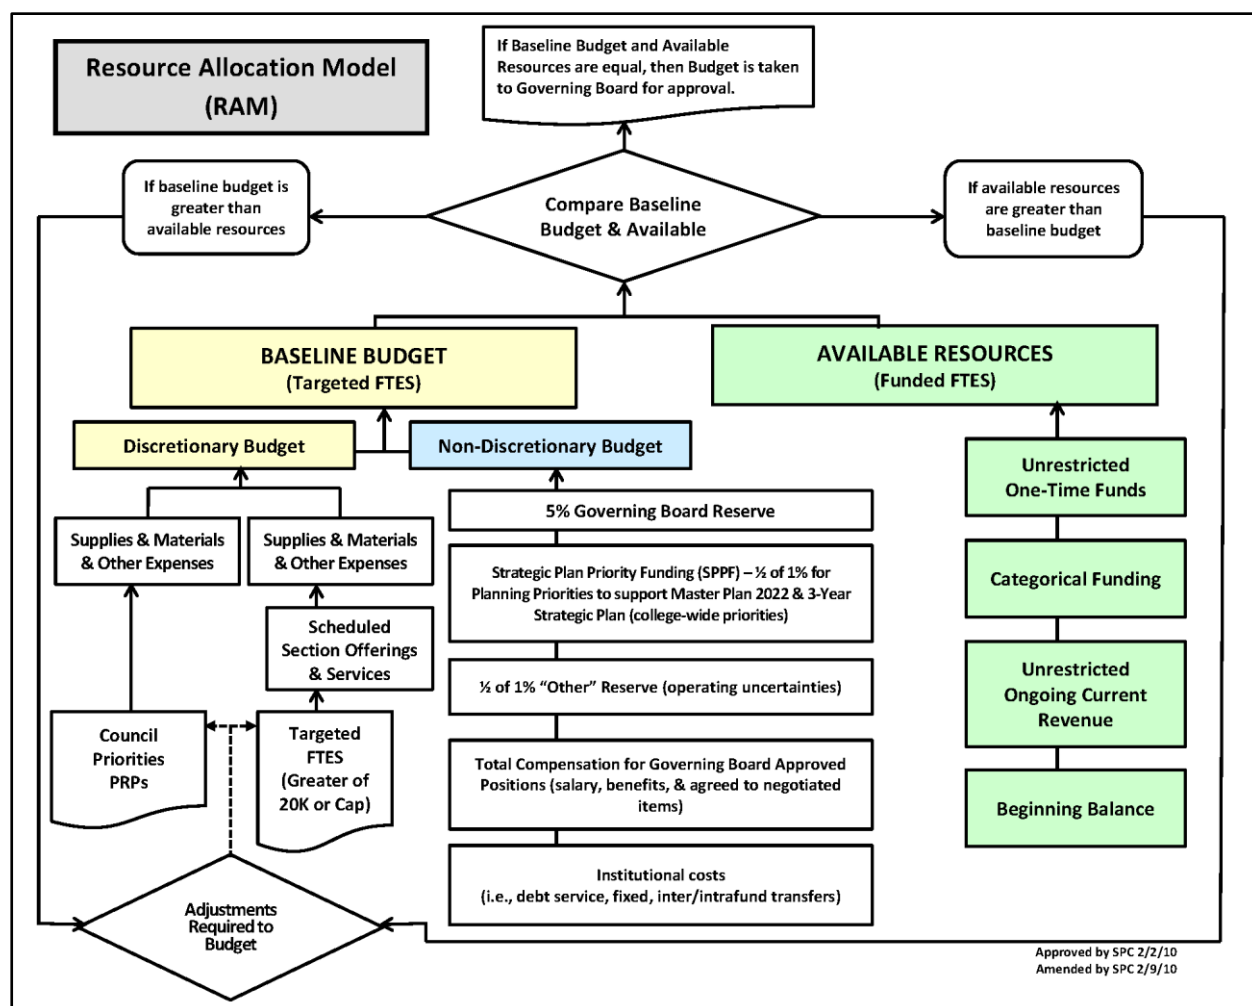 Resource Allocation Model
(RAM)
If Baseline Budget and Available
Resources are equal, then Budget is taken
to Governing Board for approval.
If baseline budget is
greater than
available resources
Compare Baseline
Budget & Available
If available resources
are greater than
baseline budget
BASELINE BUDGET
(Targeted FTES)
AVAILABLE RESOURCES
(Funded FTES)
Discretionary Budget
Non-Discretionary Budget
Supplies & Materials
& Other Expenses
Supplies & Materials
& Other Expenses
Scheduled
Section Offerings
& Services
Council
Priorities
PRPs
Targeted
FTES
(Greater of
20K or Cap)
Adjustments
Required to
Budget
5% Governing Board Reserve
Strategic Plan Priority Funding (SPPF) – ½ of 1% for
Planning Priorities to support Master Plan 2022 & 3-Year
Strategic Plan (college-wide priorities)
½ of 1% “Other” Reserve (operating uncertainties)
Total Compensation for Governing Board Approved
Positions (salary, benefits, & agreed to negotiated
items)
Institutional costs
(i.e., debt service, fixed, inter/intrafund transfers)
Unrestricted
One-Time Funds
Categorical Funding
Unrestricted
Ongoing Current
Revenue
Beginning Balance
Approved by SPC 2/2/10
Amended by SPC 2/9/10